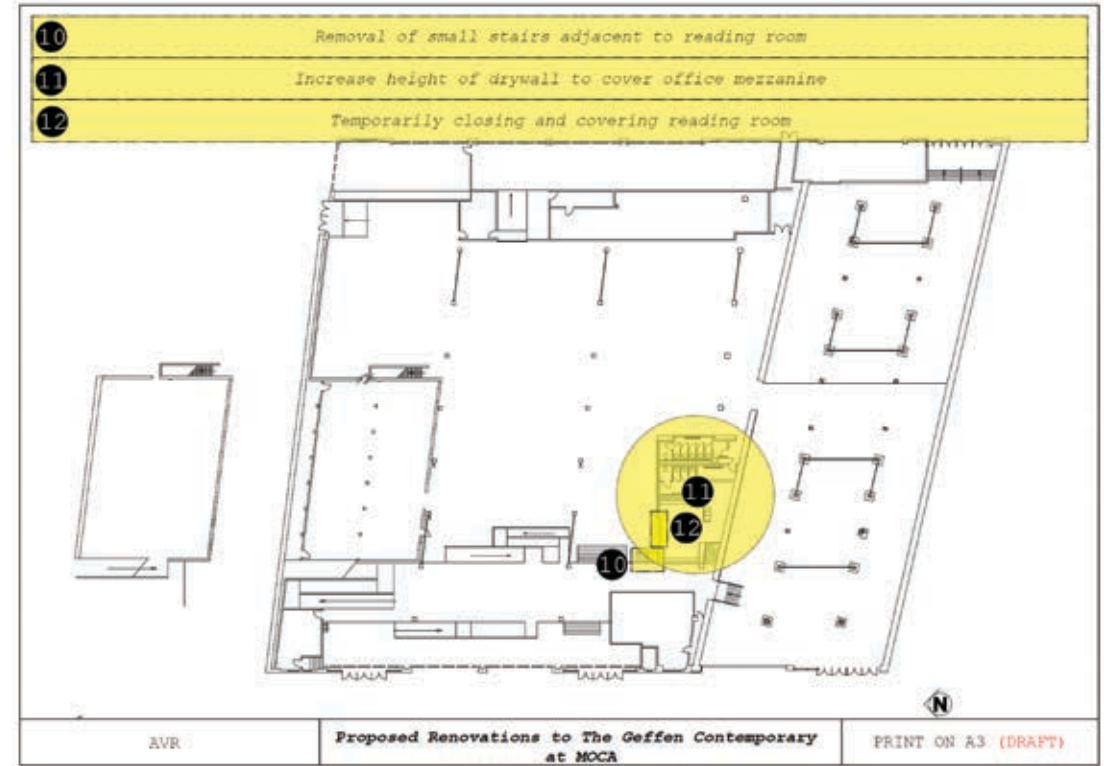 10 Removal of small stairs adjacent to reading room
11 Increase height of drywall to cover office mezzanine
12 Temporarily closing and covering reading room
11
12
10
N
AVR
Proposed Renovations to The Geffen Contemporary
at MOCA
PRINT ON A3 (DRAFT)